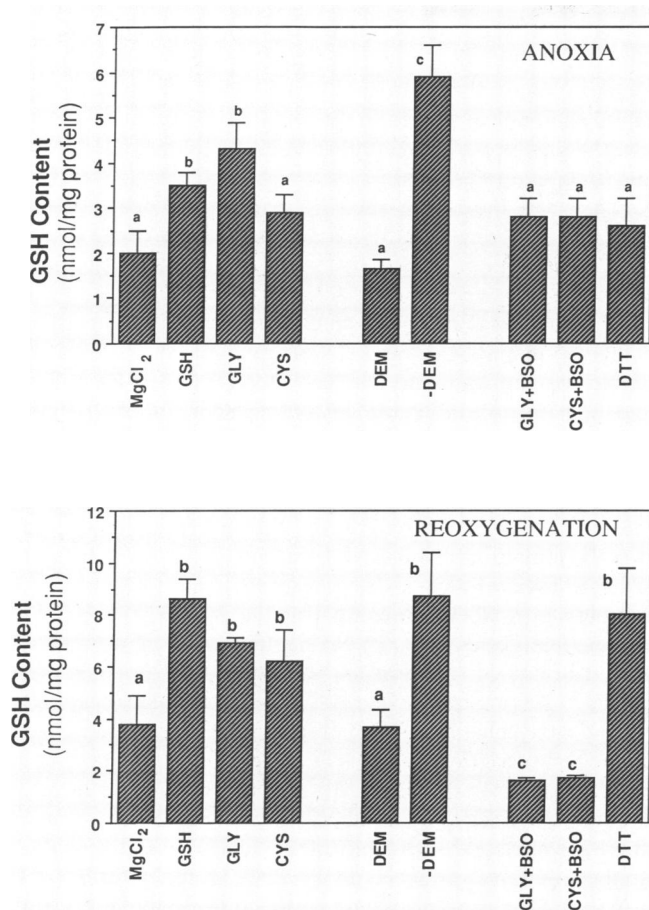 ANOXIA
GSH Content
(nmol/mg protein)
7
6
5
4
3
2
1
0
a
b
b
a
a
c
a
a
a
MgCl2
GSH
GLY
CYS
DEM
-DEM
GLY+BSO
CYS+BSO
DTT
REOXYGENATION
GSH Content
(nmol/mg protein)
12
10
8
6
4
2
0
a
b
b
b
a
b
c
c
b
MgCl2
GSH
GLY
CYS
DM
-DEM
GLY+BSO
CYS+BSO
DTT